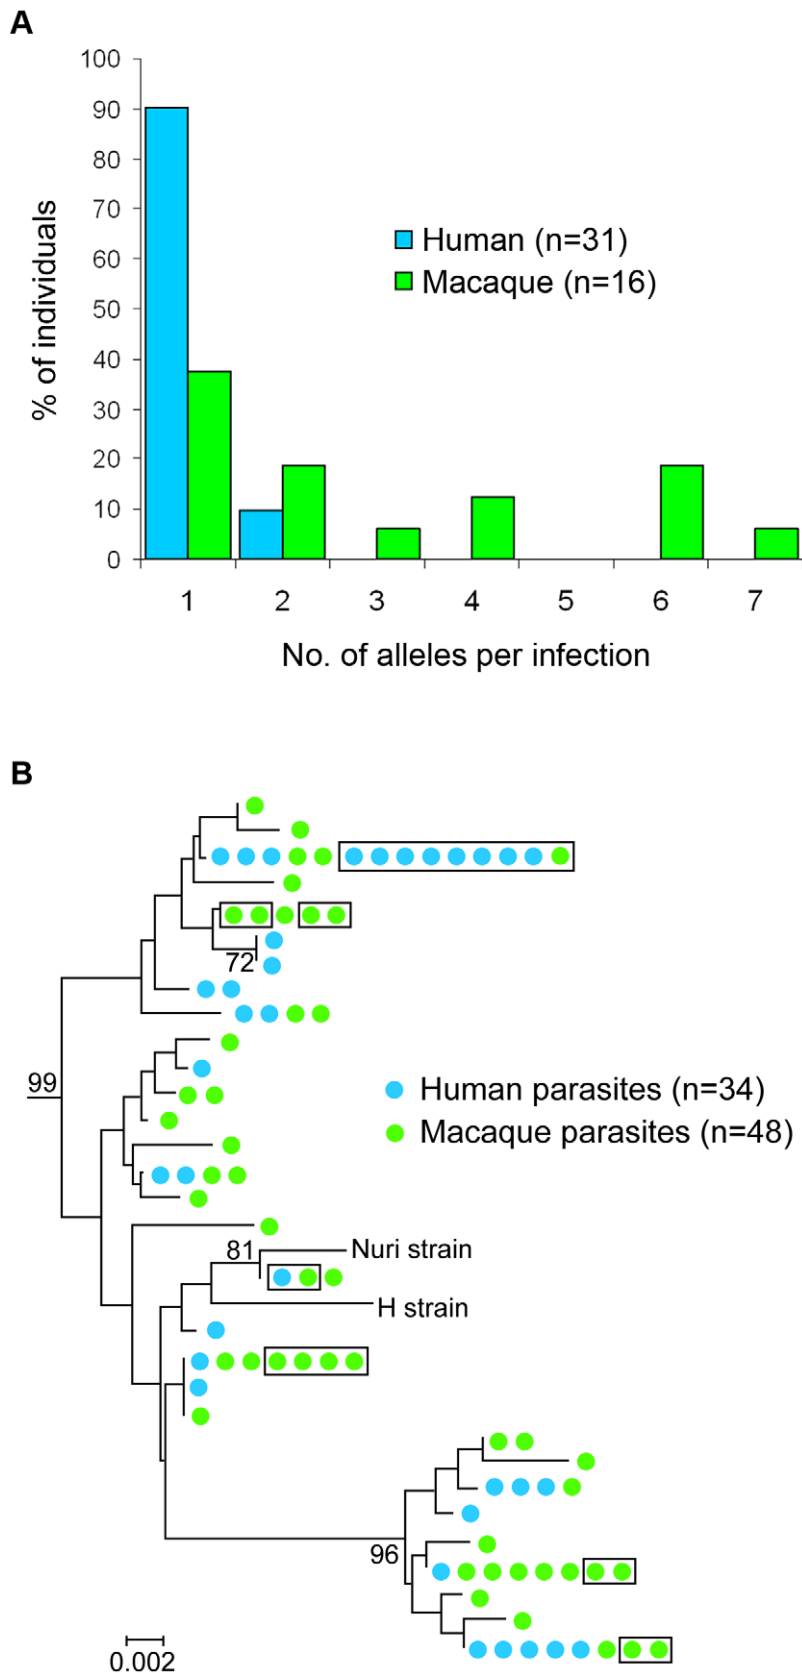 A
100
90
80
70
60
50
40
30
20
10
0
% of individuals
Human (n=31)
Macaque (n=16)
1 2 3 4 5 6 7
No. of alleles per infection
B
72
99
Human parasites (n=34)
Macaque parasites (n=48)
81
Nuri strain
H strain
96
0.002